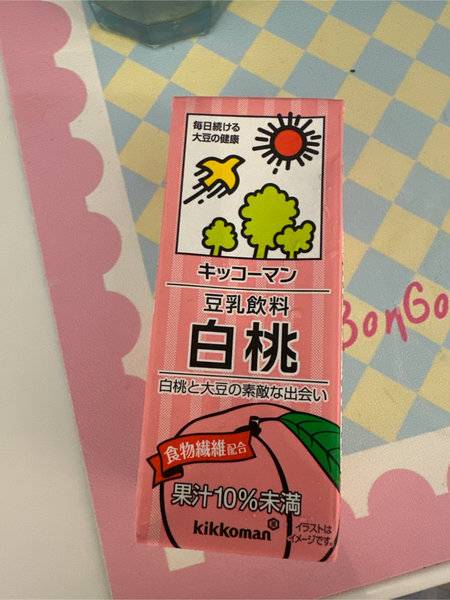 毎日続ける
大豆の健康
キッコーマン
豆乳飲料
白桃
白桃と大豆の素敵な出会い
食物繊維配合
果汁10%未満
kikkoman®
イラストは
イメージです。
BonGo